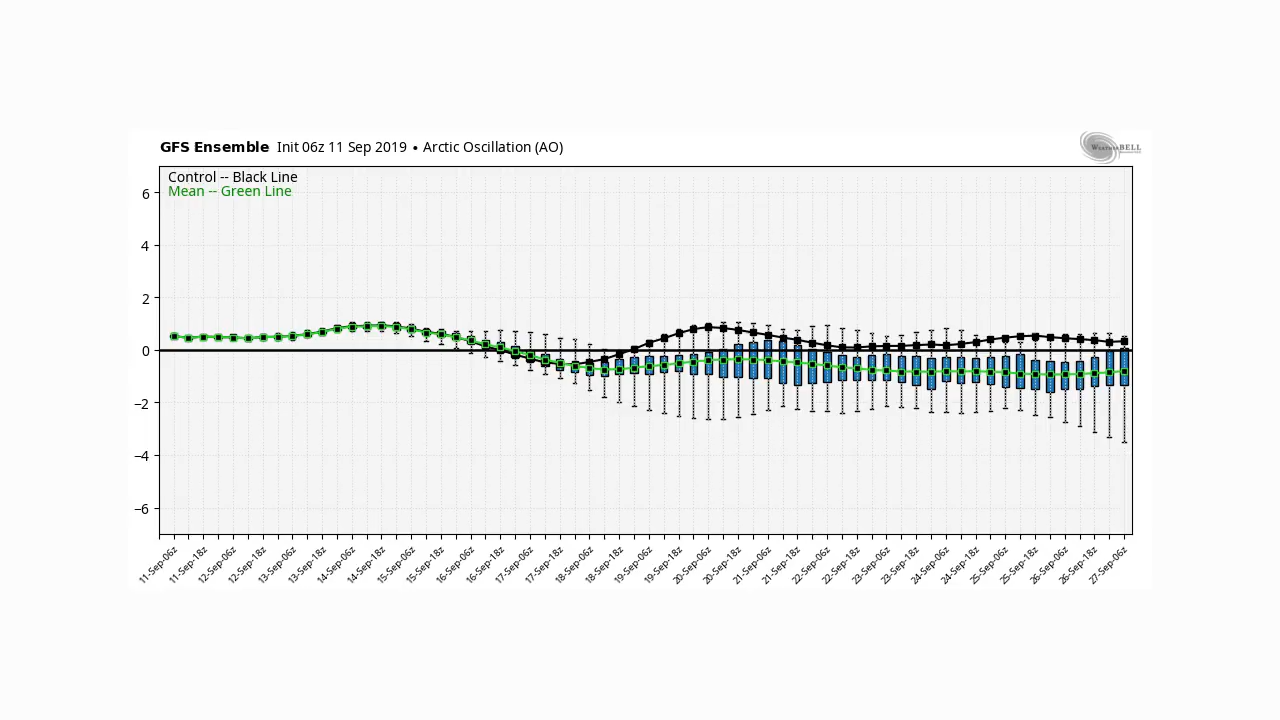 GFS Ensemble Init 06z 11 Sep 2019 • Arctic Oscillation (AO)
WeatherBELL
Control -- Black Line
Mean -- Green Line
6
4
2
0
−2
−4
−6
11-Sep-06z 11-Sep-18z 12-Sep-06z 12-Sep-18z 13-Sep-06z 13-Sep-18z 14-Sep-06z 14-Sep-18z 15-Sep-06z 15-Sep-18z 16-Sep-06z 16-Sep-18z 17-Sep-06z 17-Sep-18z 18-Sep-06z 18-Sep-18z 19-Sep-06z 19-Sep-18z 20-Sep-06z 20-Sep-18z 21-Sep-06z 21-Sep-18z 22-Sep-06z 22-Sep-18z 23-Sep-06z 23-Sep-18z 24-Sep-06z 24-Sep-18z 25-Sep-06z 25-Sep-18z 26-Sep-06z 26-Sep-18z 27-Sep-06z